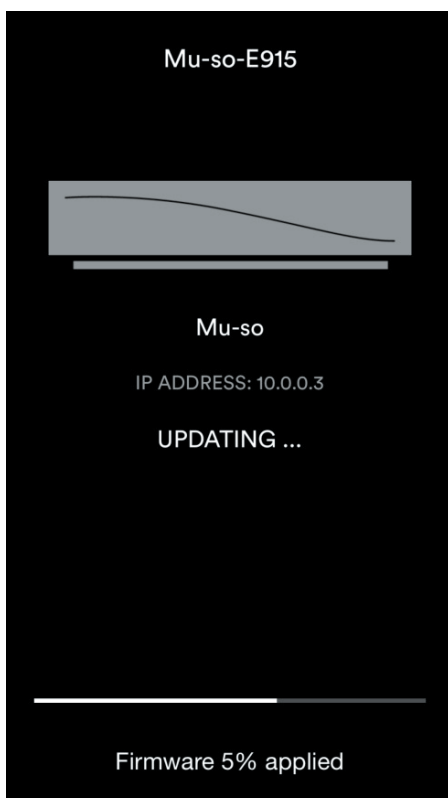 Mu-so-E915
Mu-so
IP ADDRESS: 10.0.0.3
UPDATING ...
Firmware 5% applied